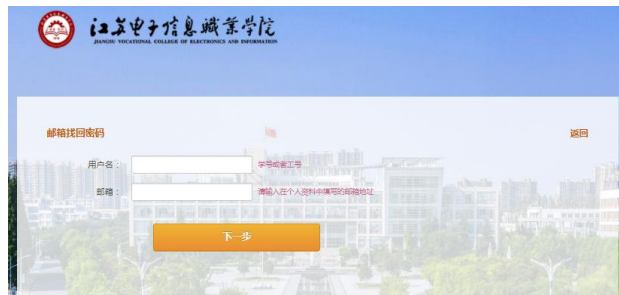 江苏电子信息职业学院
JIANGSU VOCATIONAL COLLEGE OF ELECTRONICS AND INFORMATION
邮箱找回密码
返回
用户名：
学号或者工号
邮箱：
请输入在个人资料中填写的邮箱地址
下一步